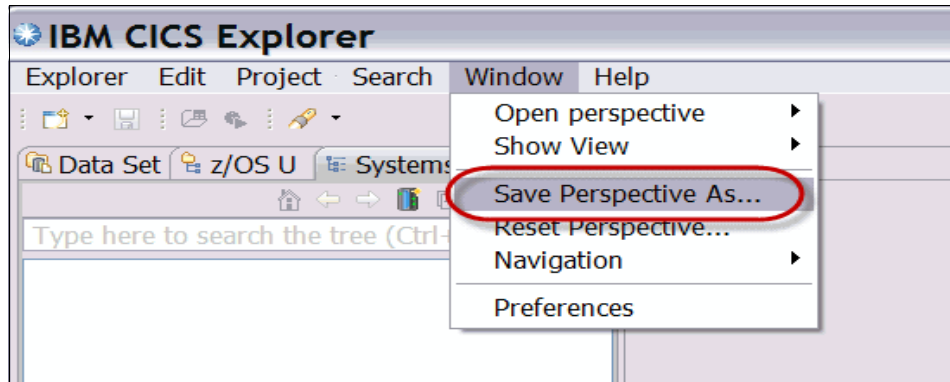 IBM CICS Explorer
Explorer Edit Project Search Window Help
Open perspective
Show View
Data Set z/OS U Systems
Save Perspective As...
Type here to search the tree (Ctrl+
Reset Perspective...
Navigation
Preferences